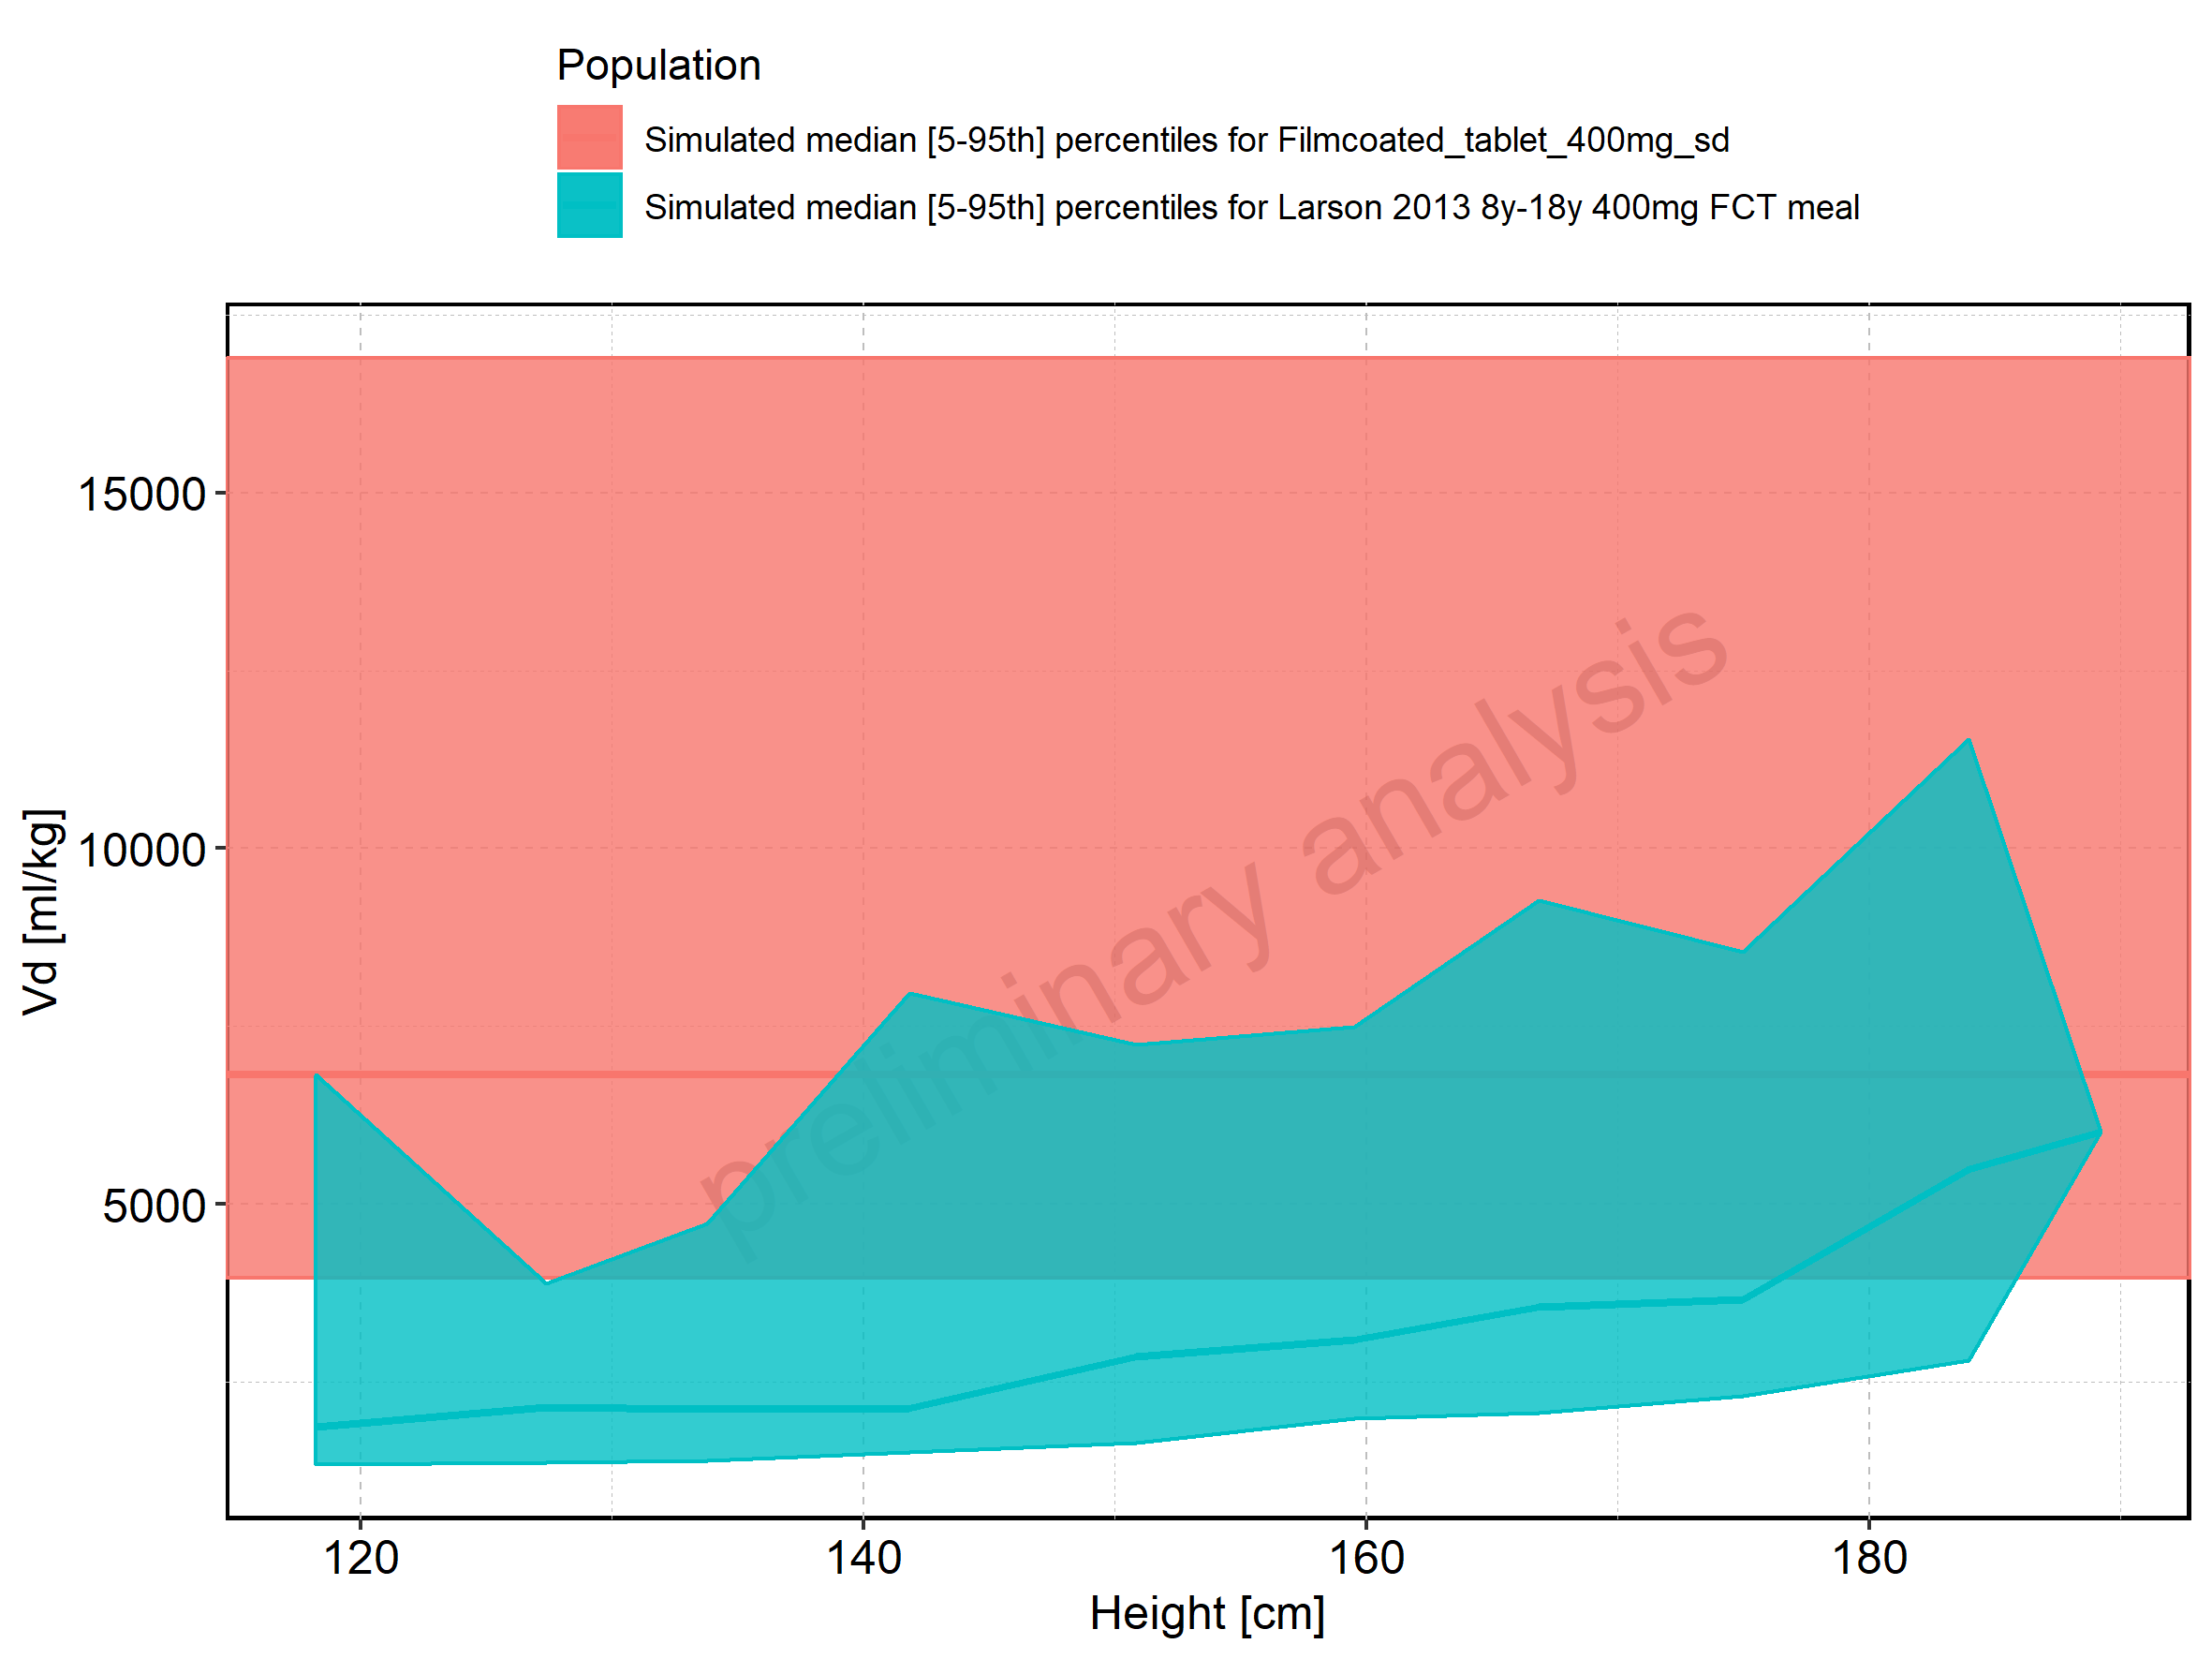 Population
Simulated median [5-95th] percentiles for Filmcoated_tablet_400mg_sd
Simulated median [5-95th] percentiles for Larson 2013 8y-18y 400mg FCT meal
15000
10000
5000
Vd [ml/kg]
preliminary analysis
120 140 160 180
Height [cm]